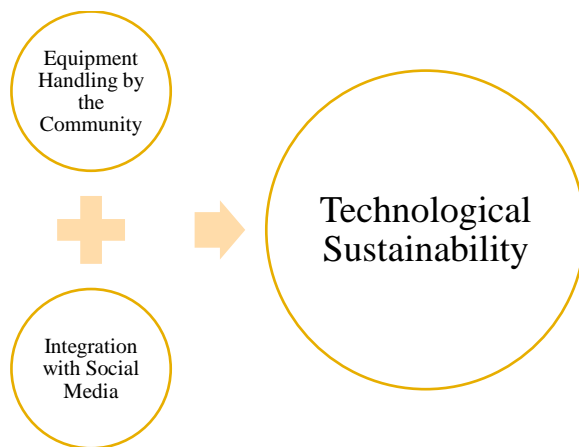 Equipment
Handling by
the
Community
Integration
with Social
Media
Technological
Sustainability